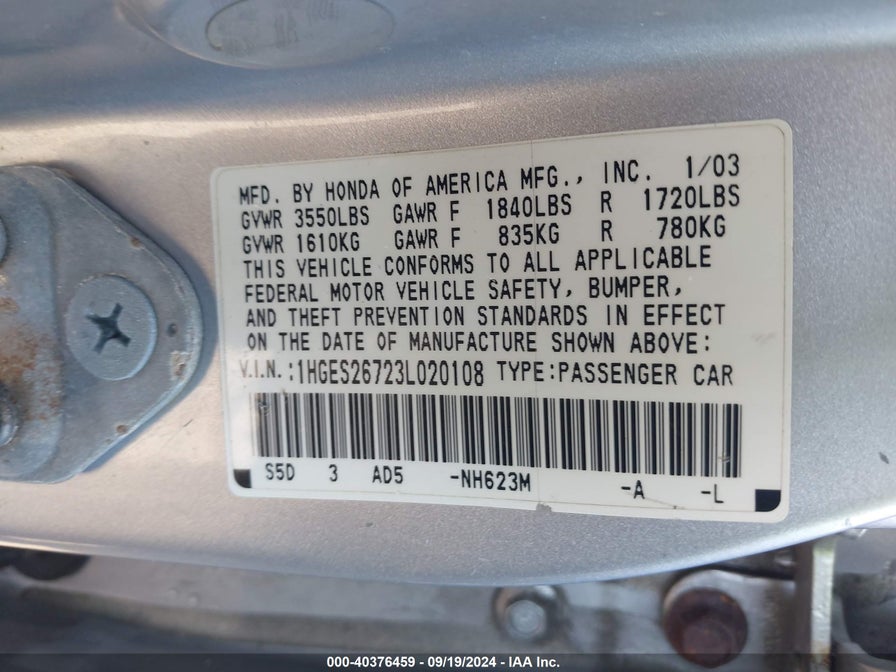 MFD. BY HONDA OF AMERICA MFG., INC. 1/03
GVWR 3550LBS GAWR F 1840LBS R 1720LBS
GVWR 1610KG GAWR F 835KG R 780KG
THIS VEHICLE CONFORMS TO ALL APPLICABLE
FEDERAL MOTOR VEHICLE SAFETY, BUMPER,
AND THEFT PREVENTION STANDARDS IN EFFECT
ON THE DATE OF MANUFACTURE SHOWN ABOVE:
V.I.N.:1HGES26723L020108 TYPE:PASSENGER CAR
S5D 3 AD5 -NH623M -A -L
000-40376459 - 09/19/2024 - IAA Inc.